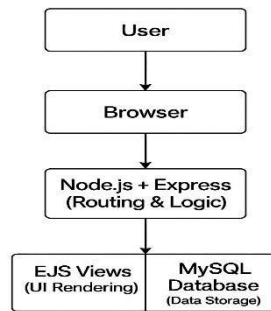 User
Browser
Node.js + Express
(Routing & Logic)
EJS Views
(UI Rendering)
MySQL
Database
(Data Storage)